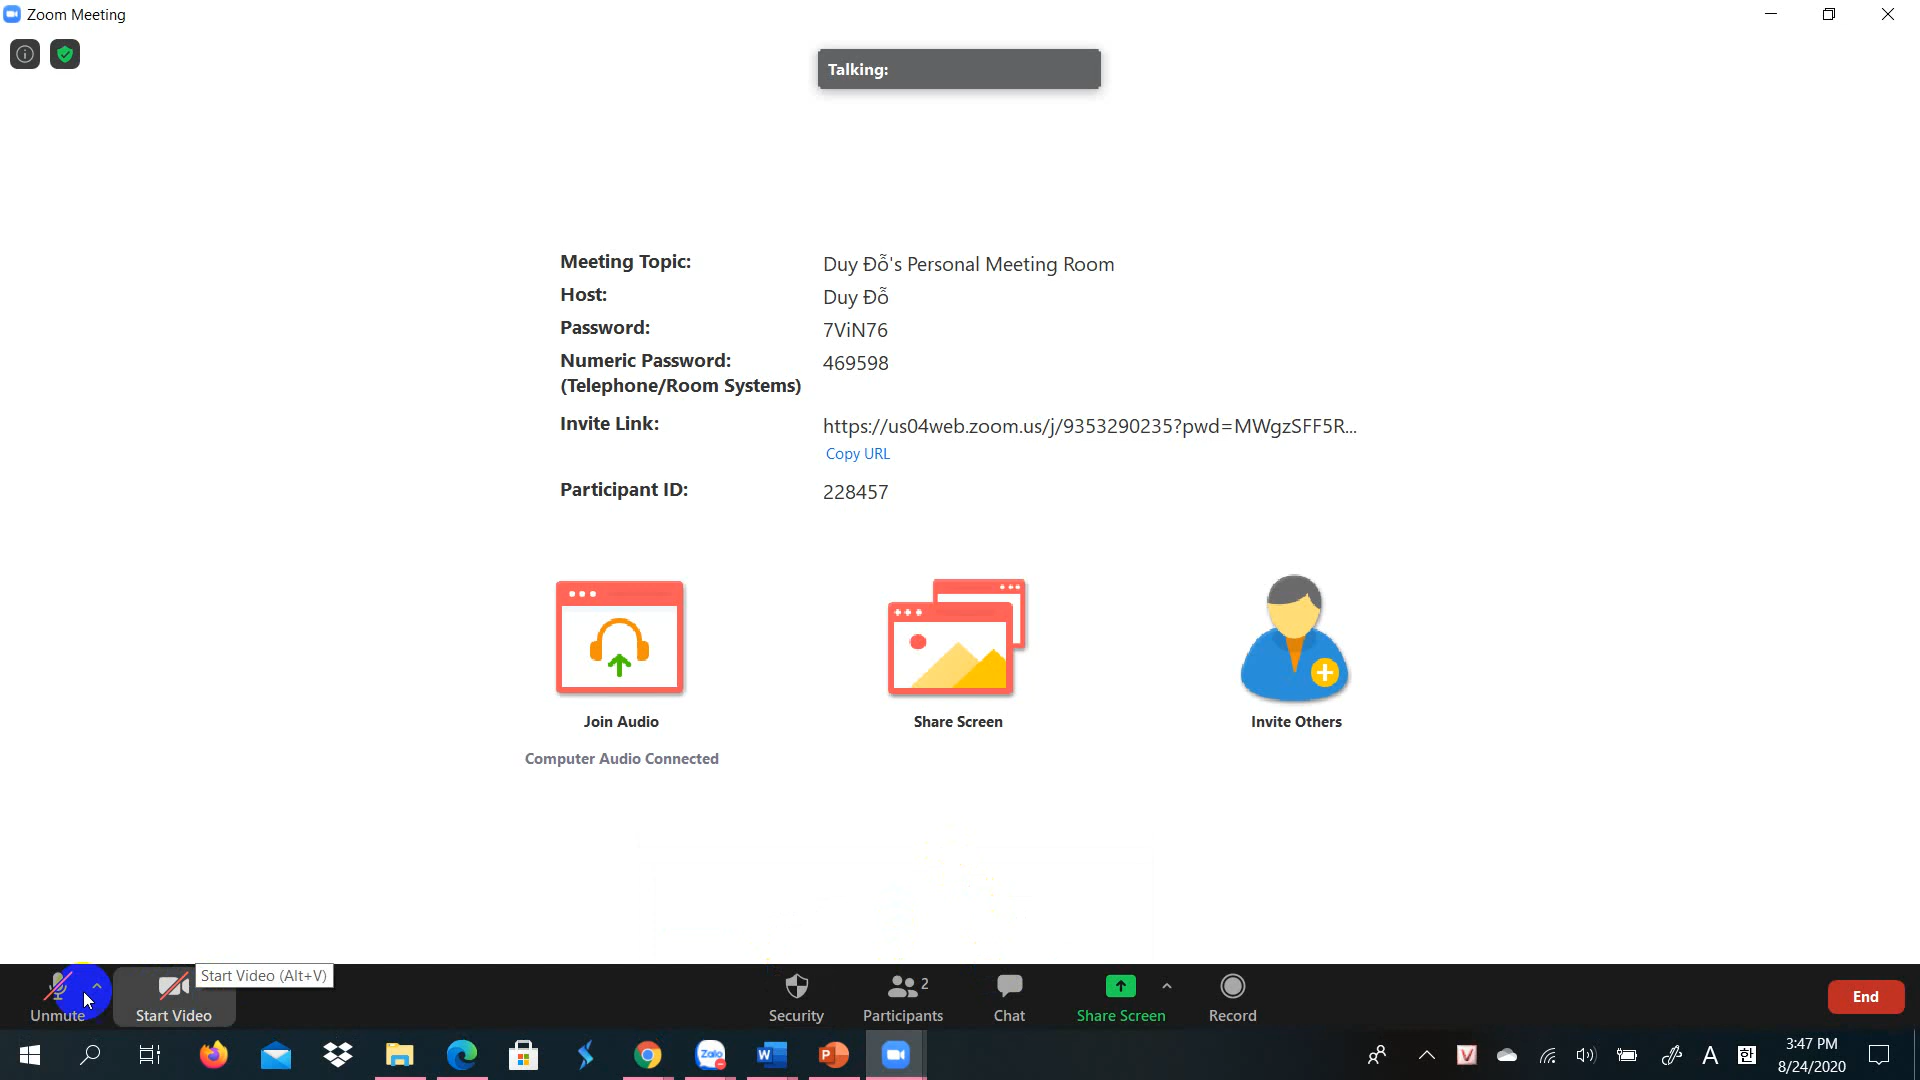 Zoom Meeting
Talking:
Meeting Topic: Duy Đỗ's Personal Meeting Room
Host: Duy Đỗ
Password: 7ViN76
Numeric Password: 469598
(Telephone/Room Systems)
Invite Link: https://us04web.zoom.us/j/9353290235?pwd=MWgzSFF5R...
Copy URL
Participant ID: 228457
Join Audio Share Screen Invite Others
Computer Audio Connected
Start Video (Alt+V)
2
Unmute Start Video Security Participants Chat Share Screen Record End
Zalo W P V A 한 3:47 PM
8/24/2020